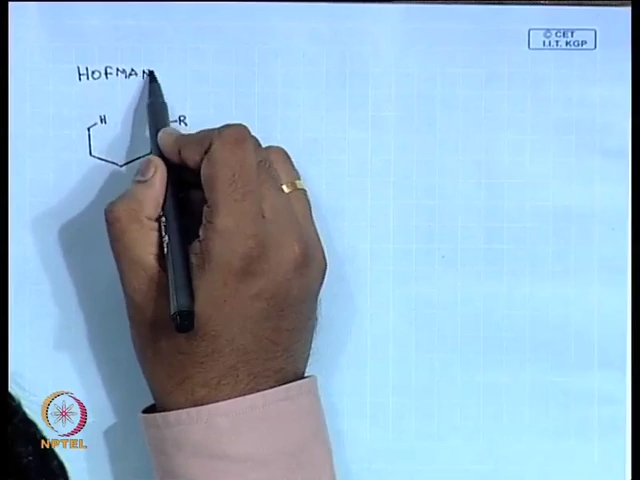 © CET
I.I.T. KGP
HOFMAN
H
R
NPTEL